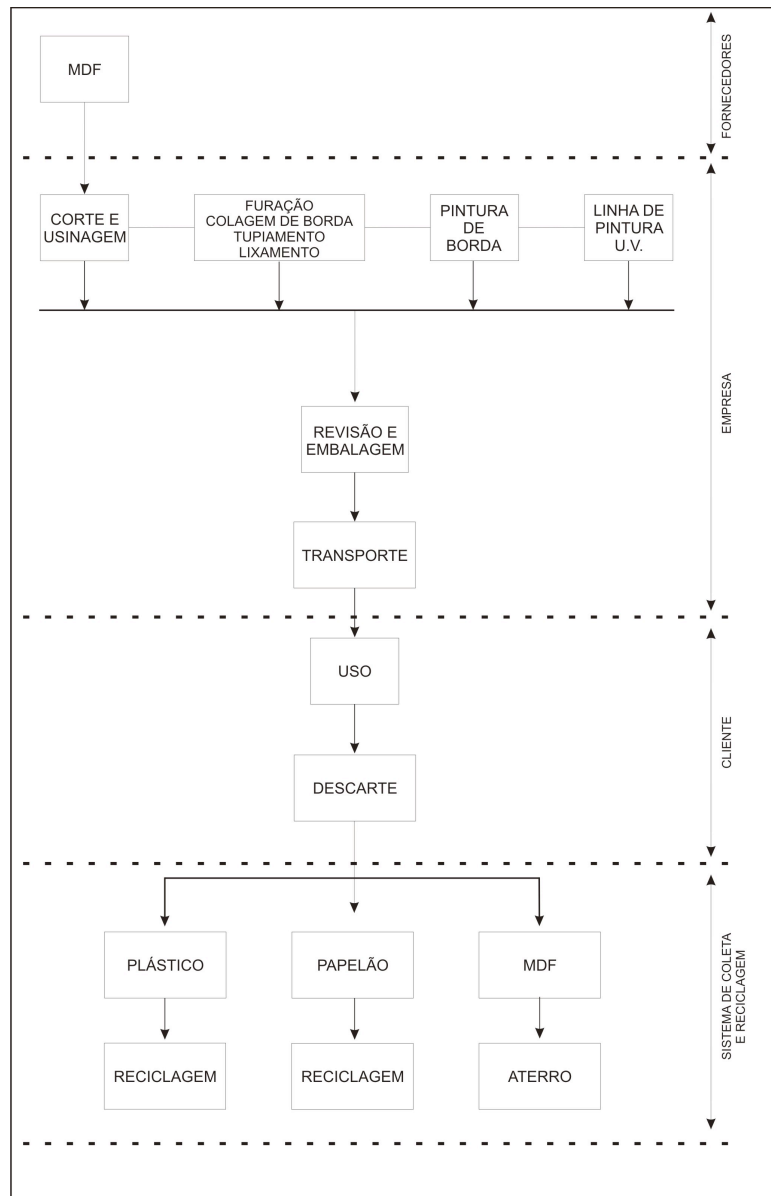 MDF
FORNECEDORES
CORTE E
USINAGEM
FURAÇÃO
COLAGEM DE BORDA
TUPIAMENTO
LIXAMENTO
PINTURA
DE
BORDA
LINHA DE
PINTURA
U.V.
EMPRESA
REVISÃO E
EMBALAGEM
TRANSPORTE
USO
CLIENTE
DESCARTE
PLÁSTICO
PAPELÃO
MDF
SISTEMA DE COLETA
E RECICLAGEM
RECICLAGEM
RECICLAGEM
ATERRO